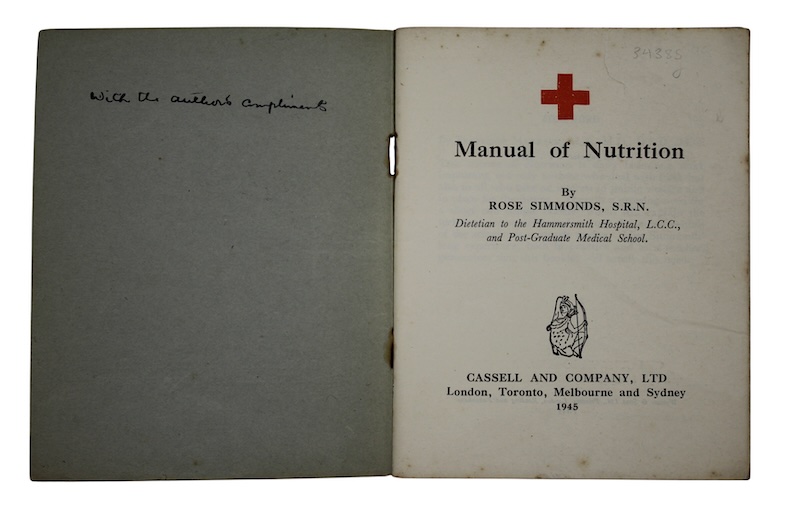 With the author's compliments
34385
Manual of Nutrition
By
ROSE SIMMONDS, S.R.N.
Dietetian to the Hammersmith Hospital, L.C.C.,
and Post-Graduate Medical School.
CASSELL AND COMPANY, LTD
London, Toronto, Melbourne and Sydney
1945